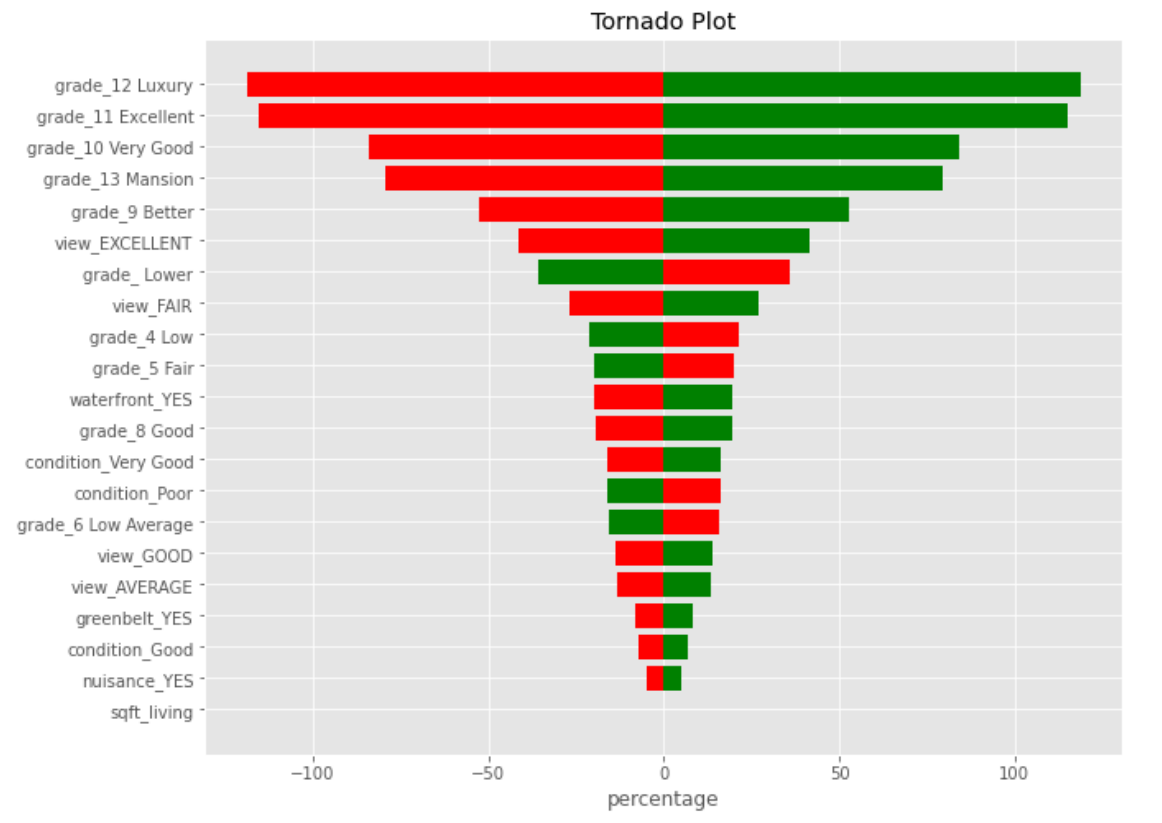 Tornado Plot
grade_12 Luxury
grade_11 Excellent
grade_10 Very Good
grade_13 Mansion
grade_9 Better
view_EXCELLENT
grade_ Lower
view_FAIR
grade_4 Low
grade_5 Fair
waterfront_YES
grade_8 Good
condition_Very Good
condition_Poor
grade_6 Low Average
view_GOOD
view_AVERAGE
greenbelt_YES
condition_Good
nuisance_YES
sqft_living
−100 −50 0 50 100
percentage